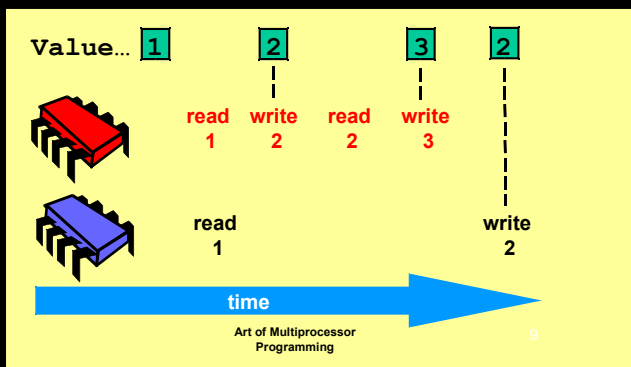 Value… 1 2 3 2
read write read write
1 2 2 3
read write
1 2
time
Art of Multiprocessor
Programming
9